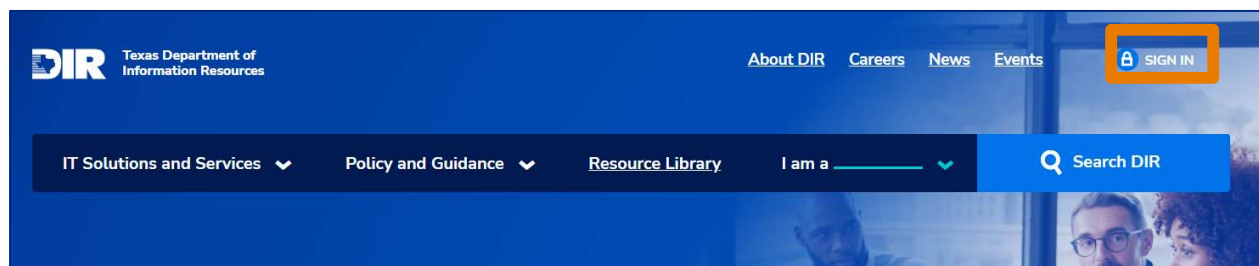 DIR Texas Department of
Information Resources
About DIR Careers News Events SIGN IN
IT Solutions and Services Policy and Guidance Resource Library I am a Search DIR